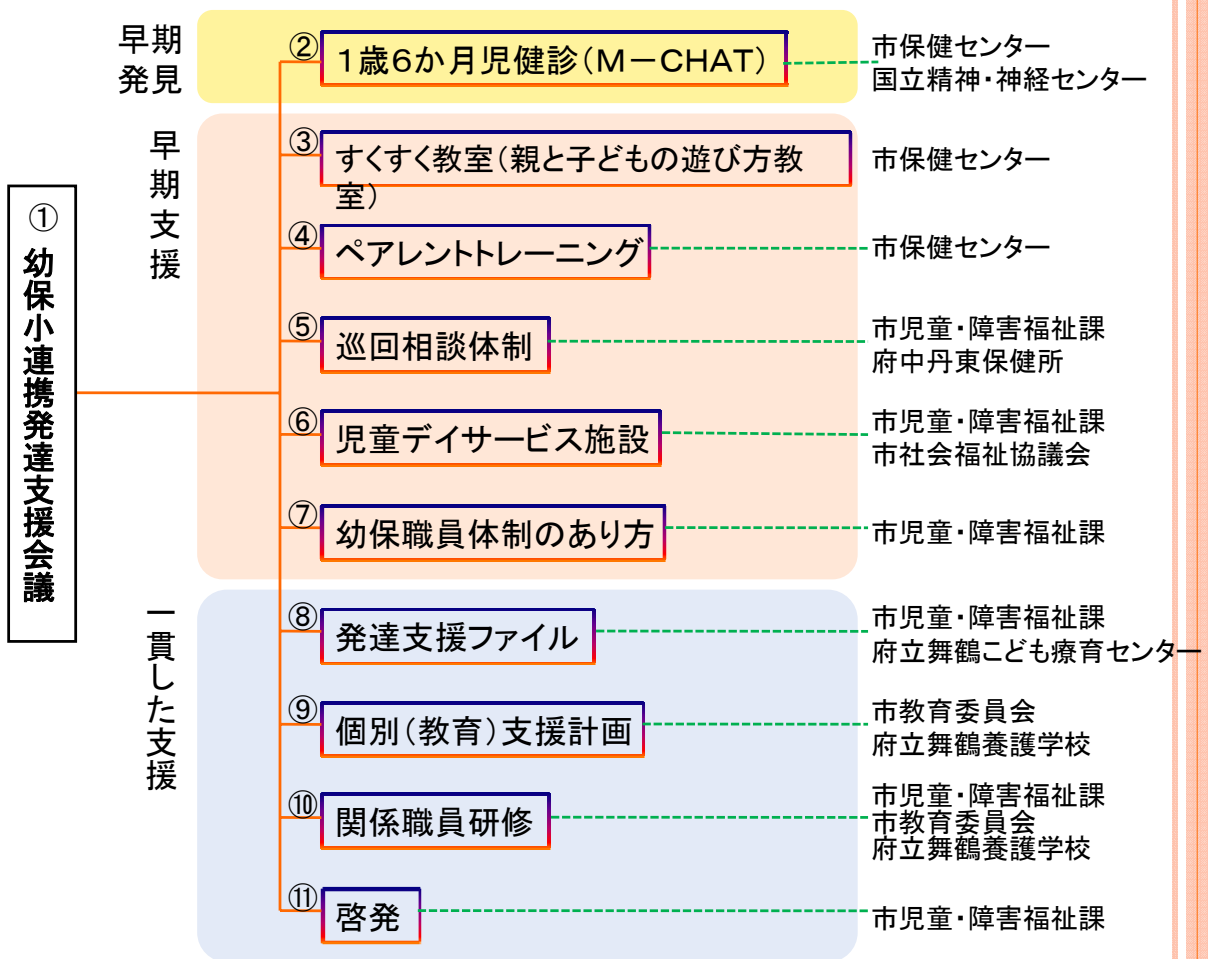 ①
幼保小連携発達支援会議
早期
発見
②
１歳６か月児健診（Ｍ－ＣＨＡＴ）
市保健センター
国立精神・神経センター
早期支援
③
すくすく教室（親と子どもの遊び方教
室）
市保健センター
④
ペアレントトレーニング
市保健センター
⑤
巡回相談体制
市児童・障害福祉課
府中丹東保健所
⑥
児童デイサービス施設
市児童・障害福祉課
市社会福祉協議会
⑦
幼保職員体制のあり方
市児童・障害福祉課
一貫した支援
⑧
発達支援ファイル
市児童・障害福祉課
府立舞鶴こども療育センター
⑨
個別（教育）支援計画
市教育委員会
府立舞鶴養護学校
⑩
関係職員研修
市児童・障害福祉課
市教育委員会
府立舞鶴養護学校
⑪
啓発
市児童・障害福祉課